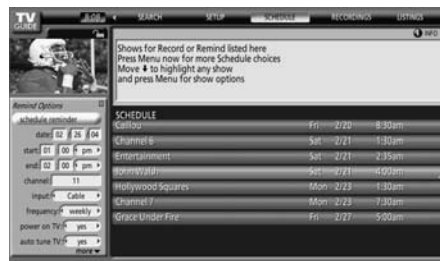 TV GUIDE
8:09
SEARCH SETUP SCHEDULE RECORDINGS LISTINGS
INFO
Shows for Record or Remind listed here
Press Menu now for more Schedule choices
Move to highlight any show
and press Menu for show options
Remind Options
schedule reminder
date: 02 26 04
start: 01 00 pm
end: 02 00 pm
channel: 11
input: Cable
frequency: weekly
power on TV: yes
auto tune TV: yes
more
SCHEDULE
Caillou Fri 2/20 8:30am
Channel 6 Sat 2/21 1:30am
Entertainment Sat 2/21 2:35am
John Walsh Sat 2/21 4:00am
Hollywood Squares Mon 2/23 1:30am
Channel 7 Mon 2/23 7:30am
Grace Under Fire Fri 2/27 5:00am